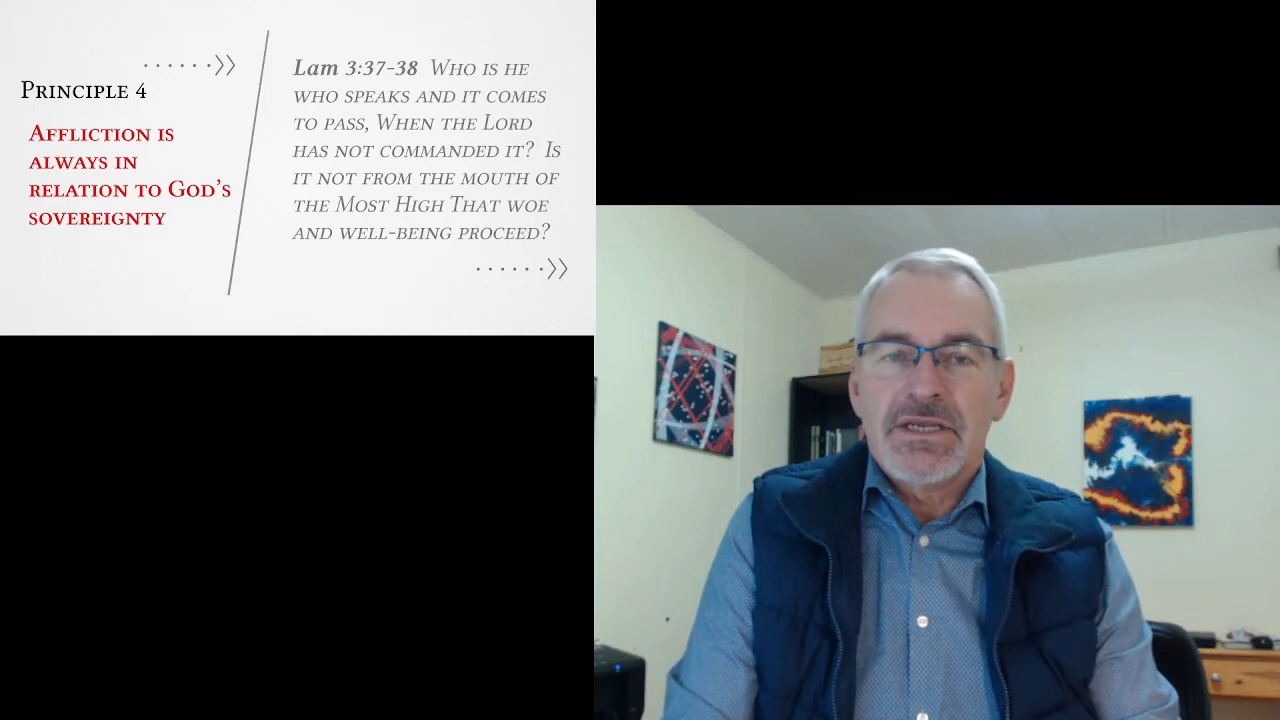 Principle 4
Affliction is
always in
relation to God’s
sovereignty
Lam 3:37-38 Who is he
who speaks and it comes
to pass, When the Lord
has not commanded it? Is
it not from the mouth of
the Most High That woe
and well-being proceed?